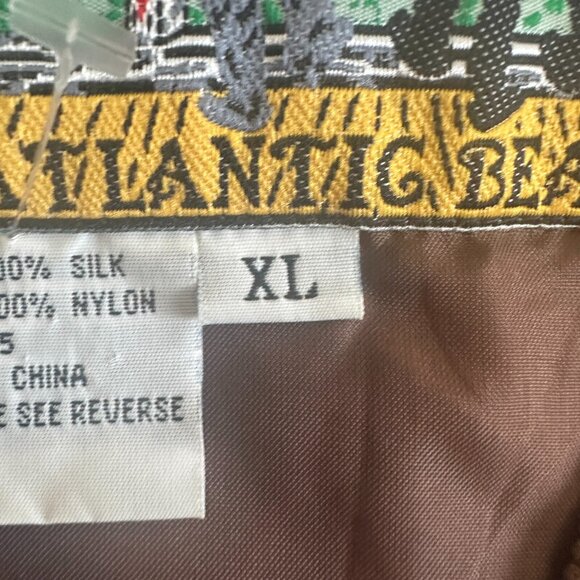 ATLANTIC BEA
00% SILK
00% NYLON
5
CHINA
E SEE REVERSE
XL